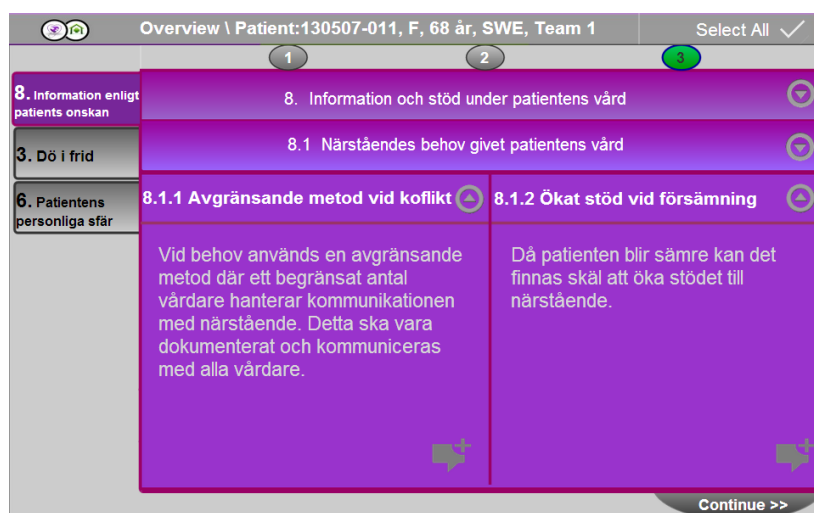 Overview \ Patient:130507-011, F, 68 år, SWE, Team 1
Select All
1
2
3
8. Information enligt
patients onskan
3. Dö i frid
6. Patientens
personliga sfär
8. Information och stöd under patientens vård
8.1 Närståendes behov givet patientens vård
8.1.1 Avgränsande metod vid koflikt
Vid behov används en avgränsande
metod där ett begränsat antal
vårdare hanterar kommunikationen
med närstående. Detta ska vara
dokumenterat och kommuniceras
med alla vårdare.
8.1.2 Ökat stöd vid försämning
Då patienten blir sämre kan det
finnas skäl att öka stödet till
närstående.
Continue >>